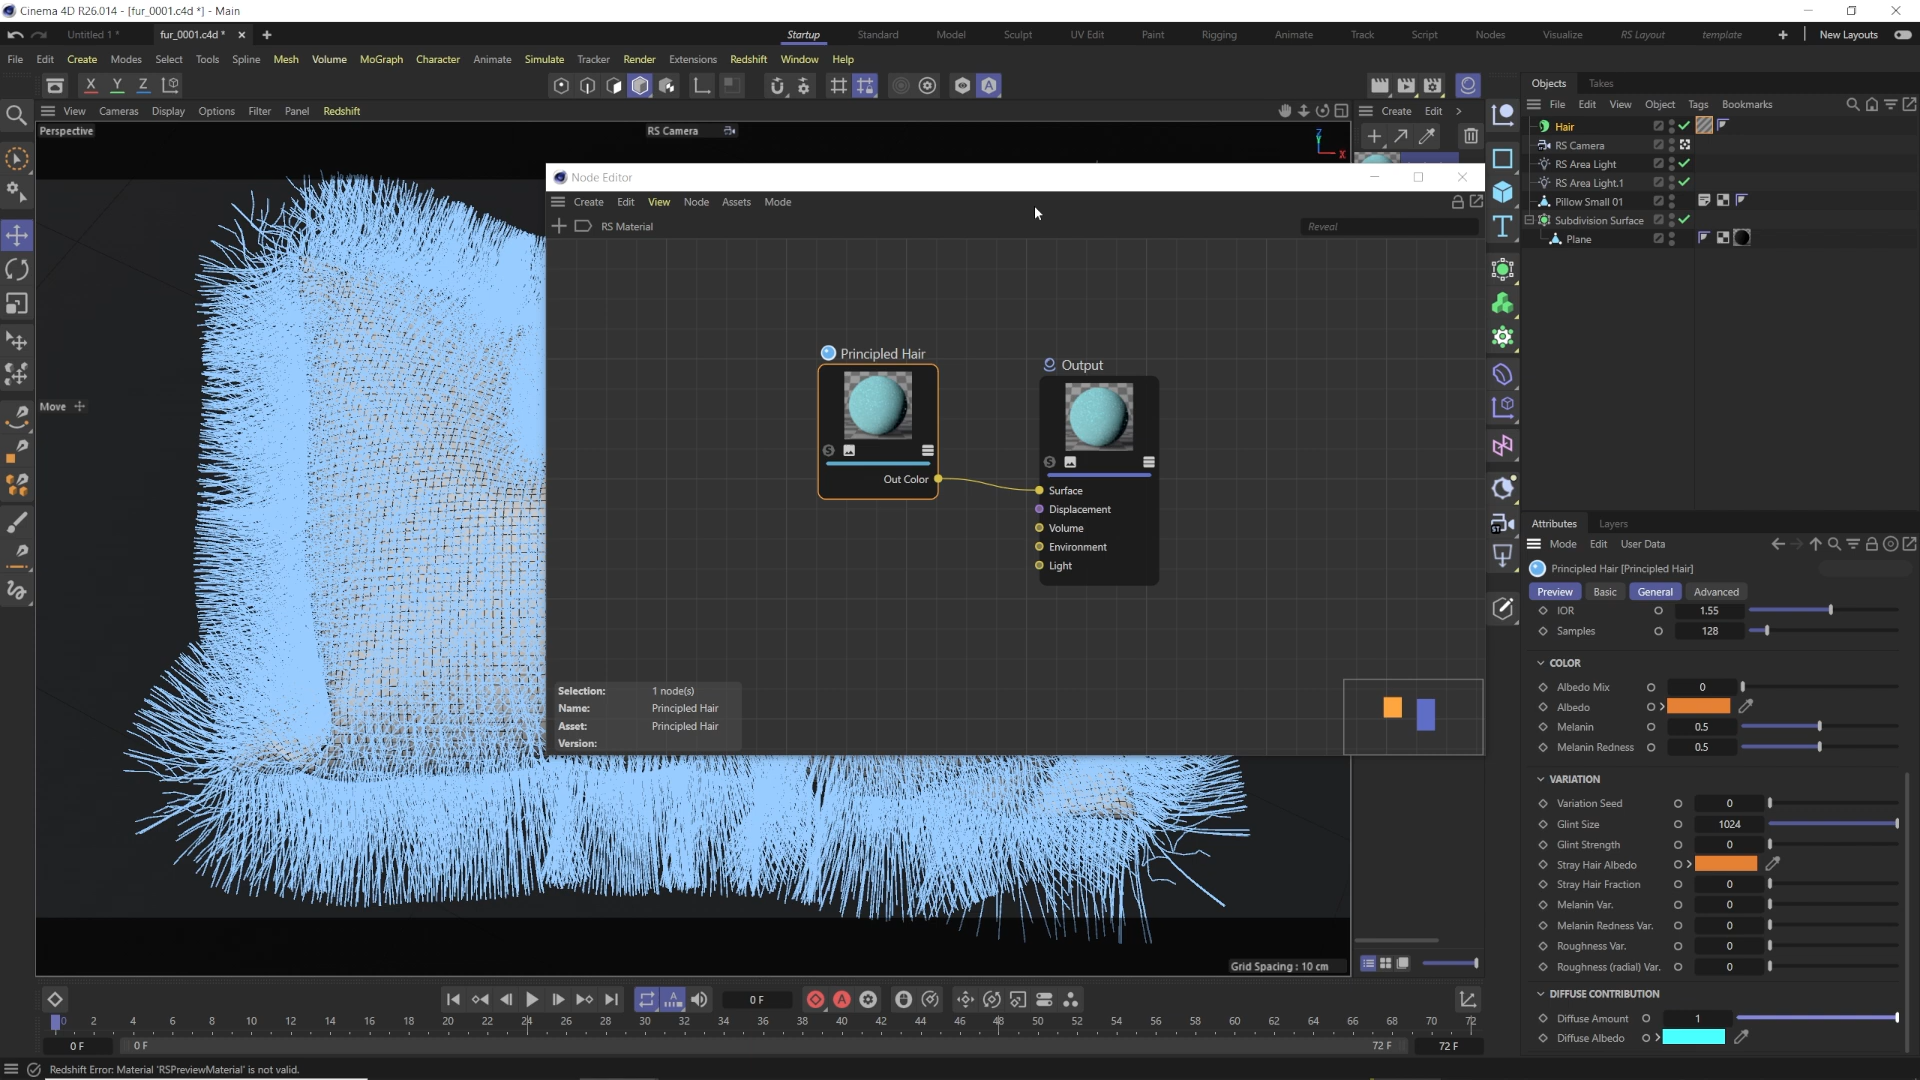 Cinema 4D R26.014 - [fur_0001.c4d *] - Main
Untitled 1 *
fur_0001.c4d *
Startup
Standard
Model
Sculpt
UV Edit
Paint
Rigging
Animate
Track
Script
Nodes
Visualize
RS Layout
template
New Layouts
File Edit Create Modes Select Tools Spline Mesh Volume MoGraph Character Animate Simulate Tracker Render Extensions Redshift Window Help
X Y Z
Objects Takes
View Cameras Display Options Filter Panel Redshift
Create Edit
File Edit View Object Tags Bookmarks
Perspective
RS Camera
Z
X
Hair
RS Camera
RS Area Light
RS Area Light.1
Pillow Small 01
Subdivision Surface
Plane
Node Editor
Create Edit View Node Assets Mode
RS Material
Reveal
Principled Hair
S
Out Color
Output
S
Surface
Displacement
Volume
Environment
Light
Move
Selection: 1 node(s)
Name: Principled Hair
Asset: Principled Hair
Version:
Grid Spacing : 10 cm
Attributes Layers
Mode Edit User Data
Principled Hair [Principled Hair]
Preview Basic General Advanced
IOR 1.55
Samples 128
COLOR
Albedo Mix 0
Albedo
Melanin 0.5
Melanin Redness 0.5
VARIATION
Variation Seed 0
Glint Size 1024
Glint Strength 0
Stray Hair Albedo
Stray Hair Fraction 0
Melanin Var. 0
Melanin Redness Var. 0
Roughness Var. 0
Roughness (radial) Var. 0
DIFFUSE CONTRIBUTION
Diffuse Amount 1
Diffuse Albedo
0 F
0 2 4 6 8 10 12 14 16 18 20 22 24 26 28 30 32 34 36 38 40 42 44 46 48 50 52 54 56 58 60 62 64 66 68 70 72
0 F 0 F 72 F 72 F
Redshift Error: Material 'RSPreviewMaterial' is not valid.